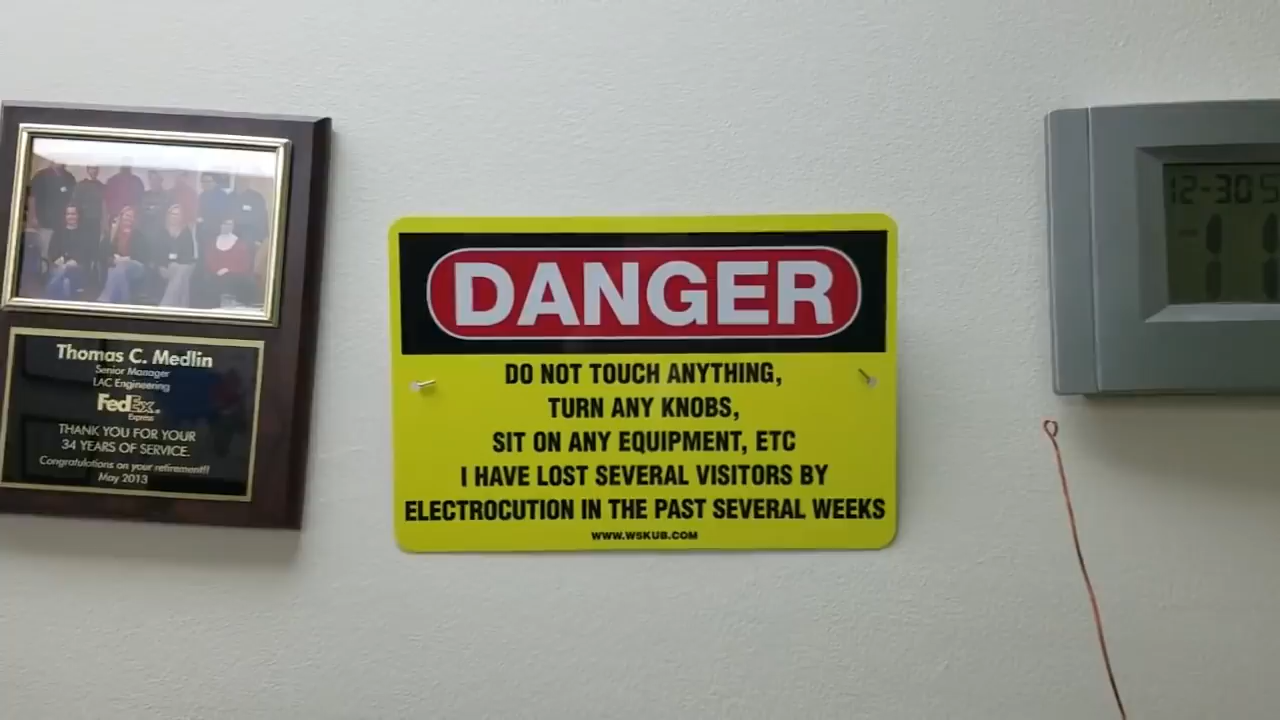 Thomas C. Medlin
Senior Manager
LAC Engineering
FedEx.
Express
THANK YOU FOR YOUR
34 YEARS OF SERVICE.
Congratulations on your retirement!!
May 2013
DANGER
DO NOT TOUCH ANYTHING,
TURN ANY KNOBS,
SIT ON ANY EQUIPMENT, ETC
I HAVE LOST SEVERAL VISITORS BY
ELECTROCUTION IN THE PAST SEVERAL WEEKS
WWW.W5KUB.COM
12-30